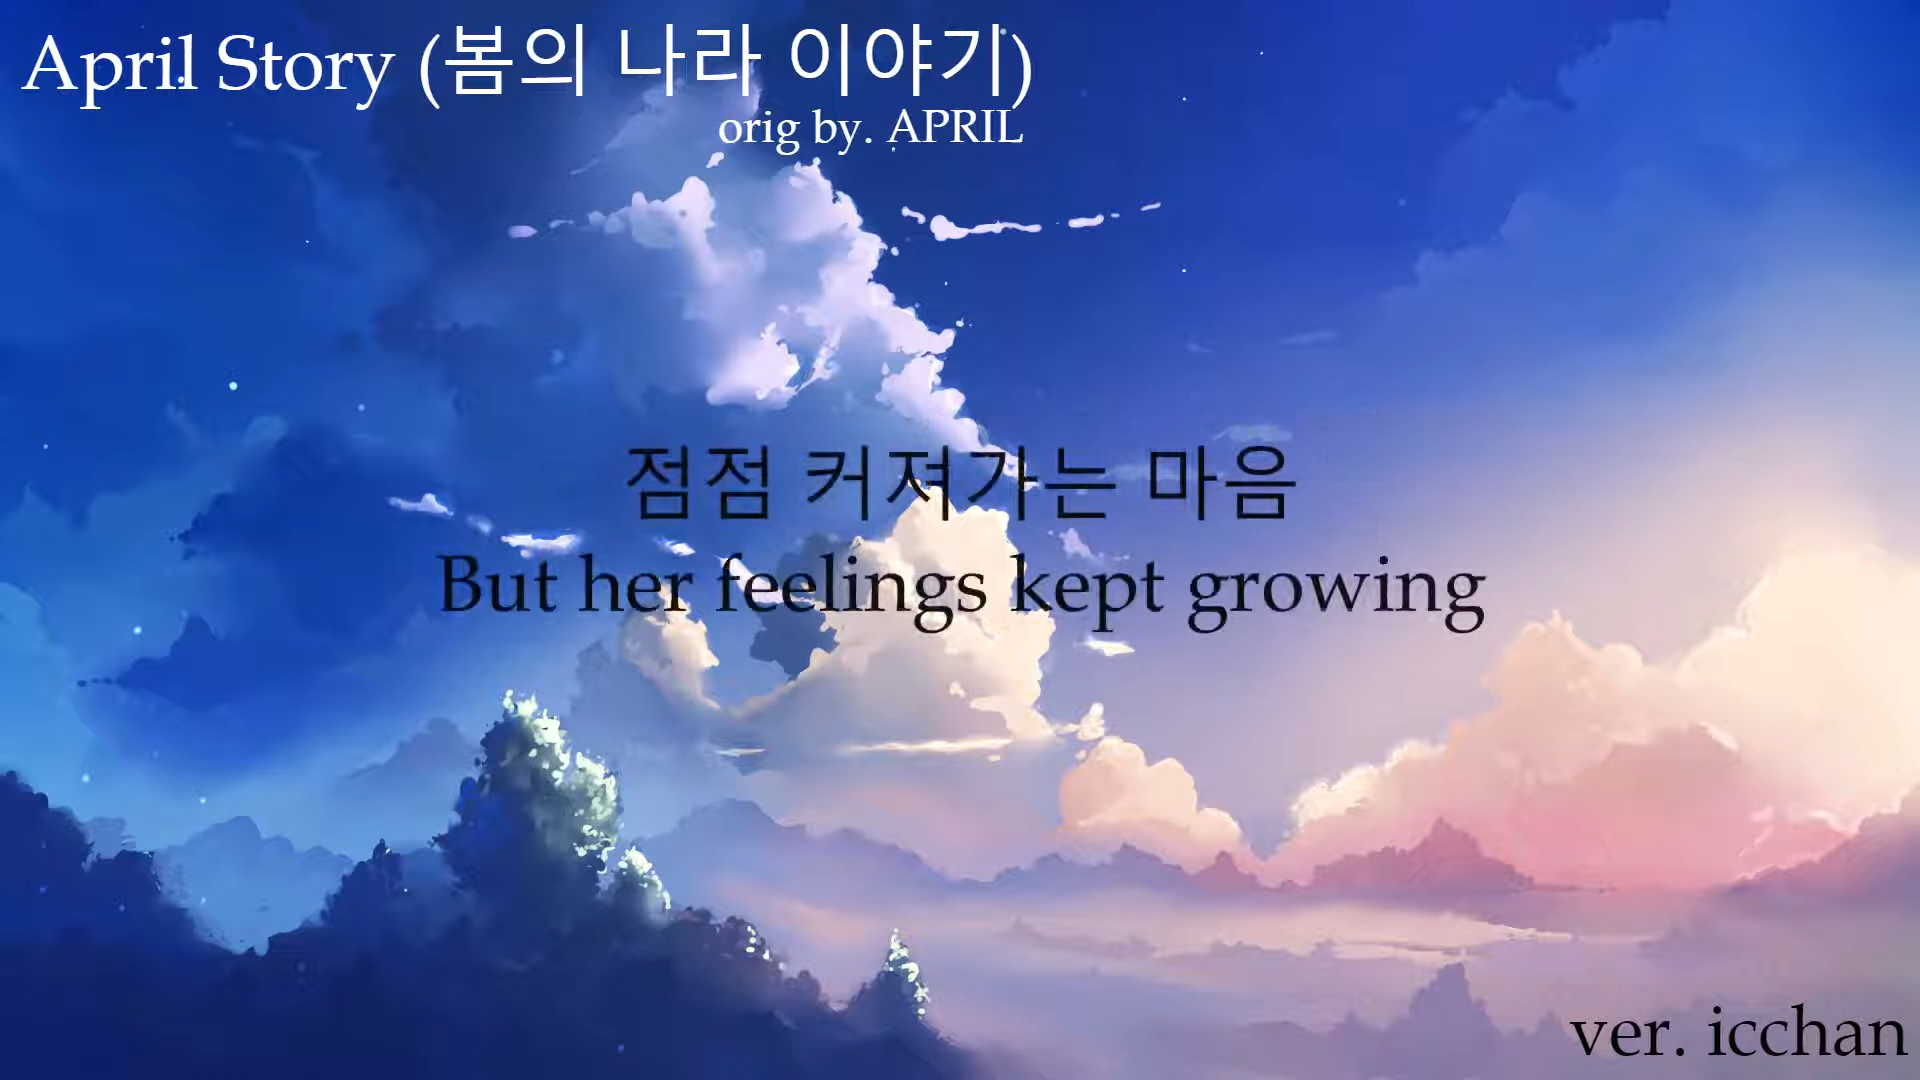 April Story (봄의 나라 이야기)
orig by. APRIL
점점 커져가는 마음
But her feelings kept growing
ver. icchan